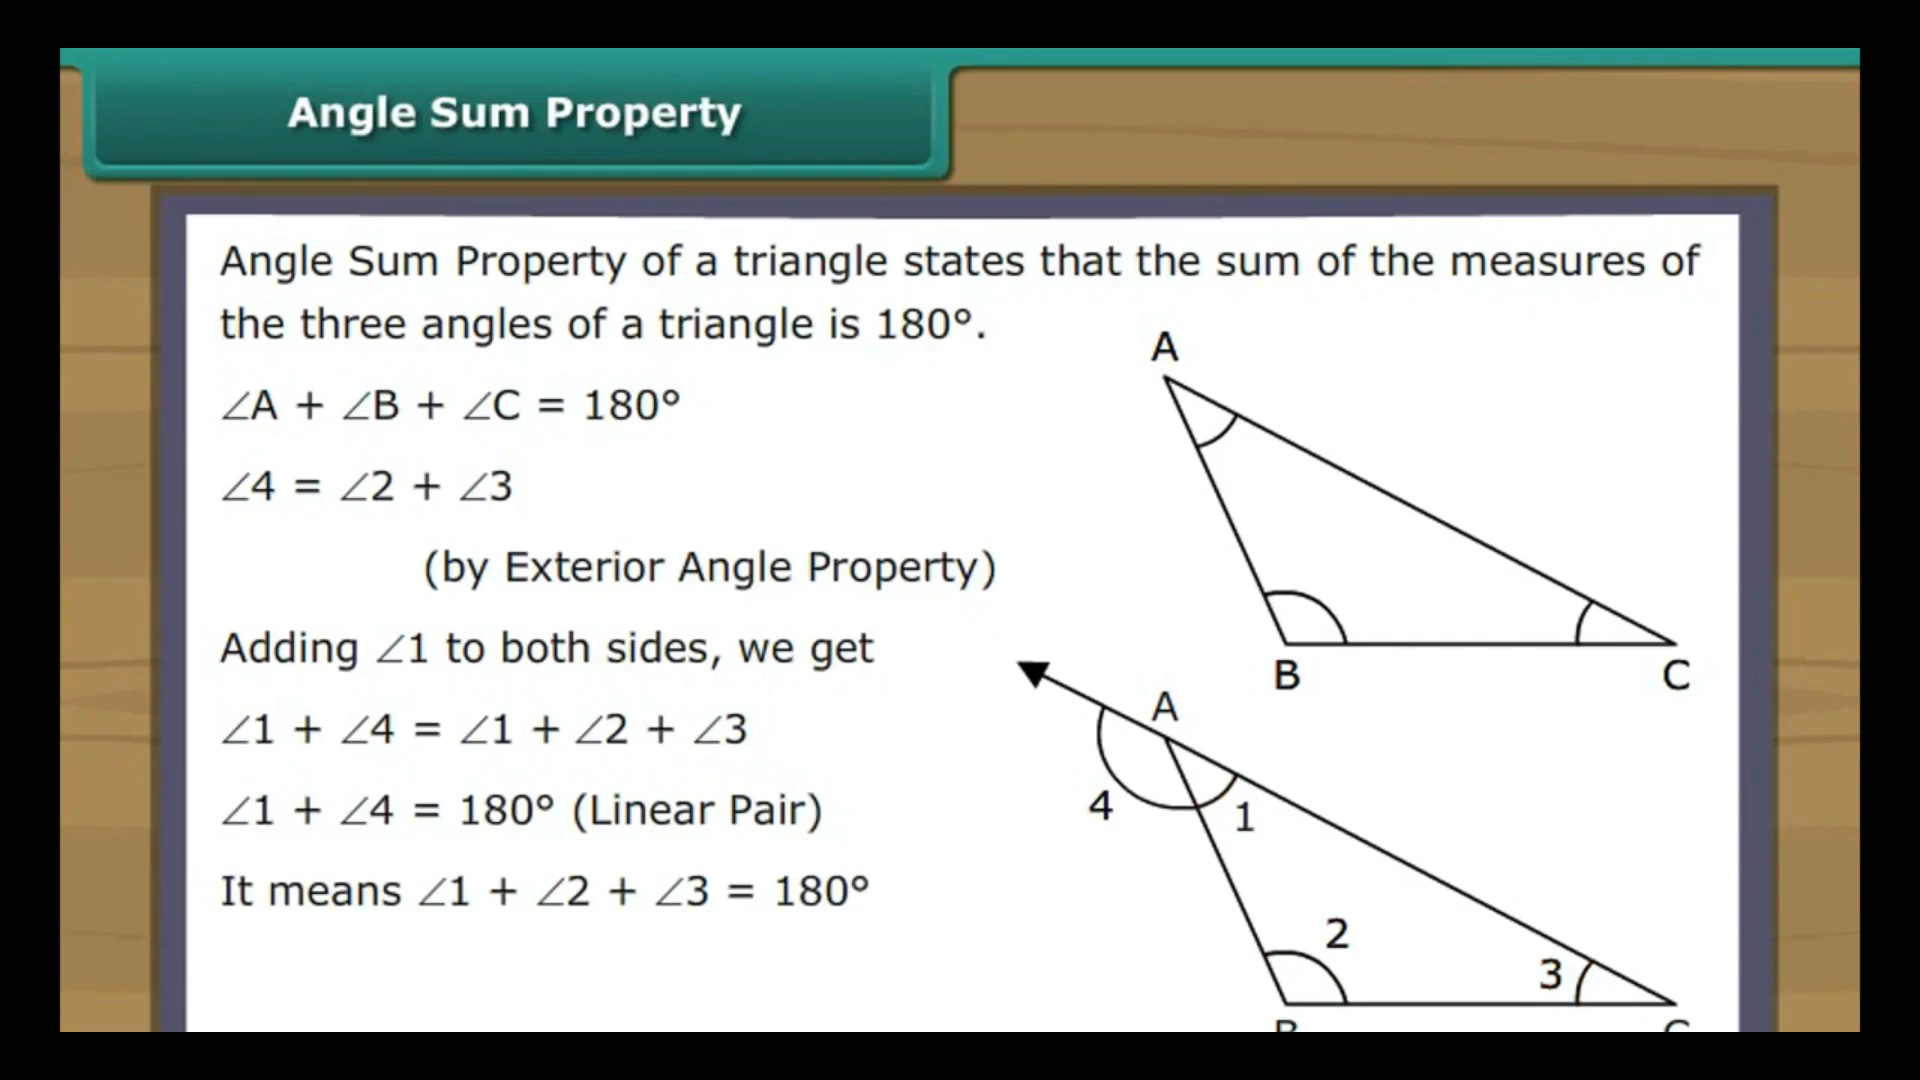 Angle Sum Property
Angle Sum Property of a triangle states that the sum of the measures of
the three angles of a triangle is 180°.
∠A + ∠B + ∠C = 180°
∠4 = ∠2 + ∠3
(by Exterior Angle Property)
Adding ∠1 to both sides, we get
∠1 + ∠4 = ∠1 + ∠2 + ∠3
∠1 + ∠4 = 180° (Linear Pair)
It means ∠1 + ∠2 + ∠3 = 180°
A
B
C
A
4
1
2
3